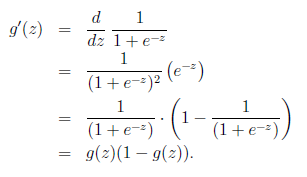 g′(z) = d/dz 1/(1 + e^{−z})
= 1/(1 + e^{−z})² (e^{−z})
= 1/(1 + e^{−z}) · (1 − 1/(1 + e^{−z}))
= g(z)(1 − g(z)).